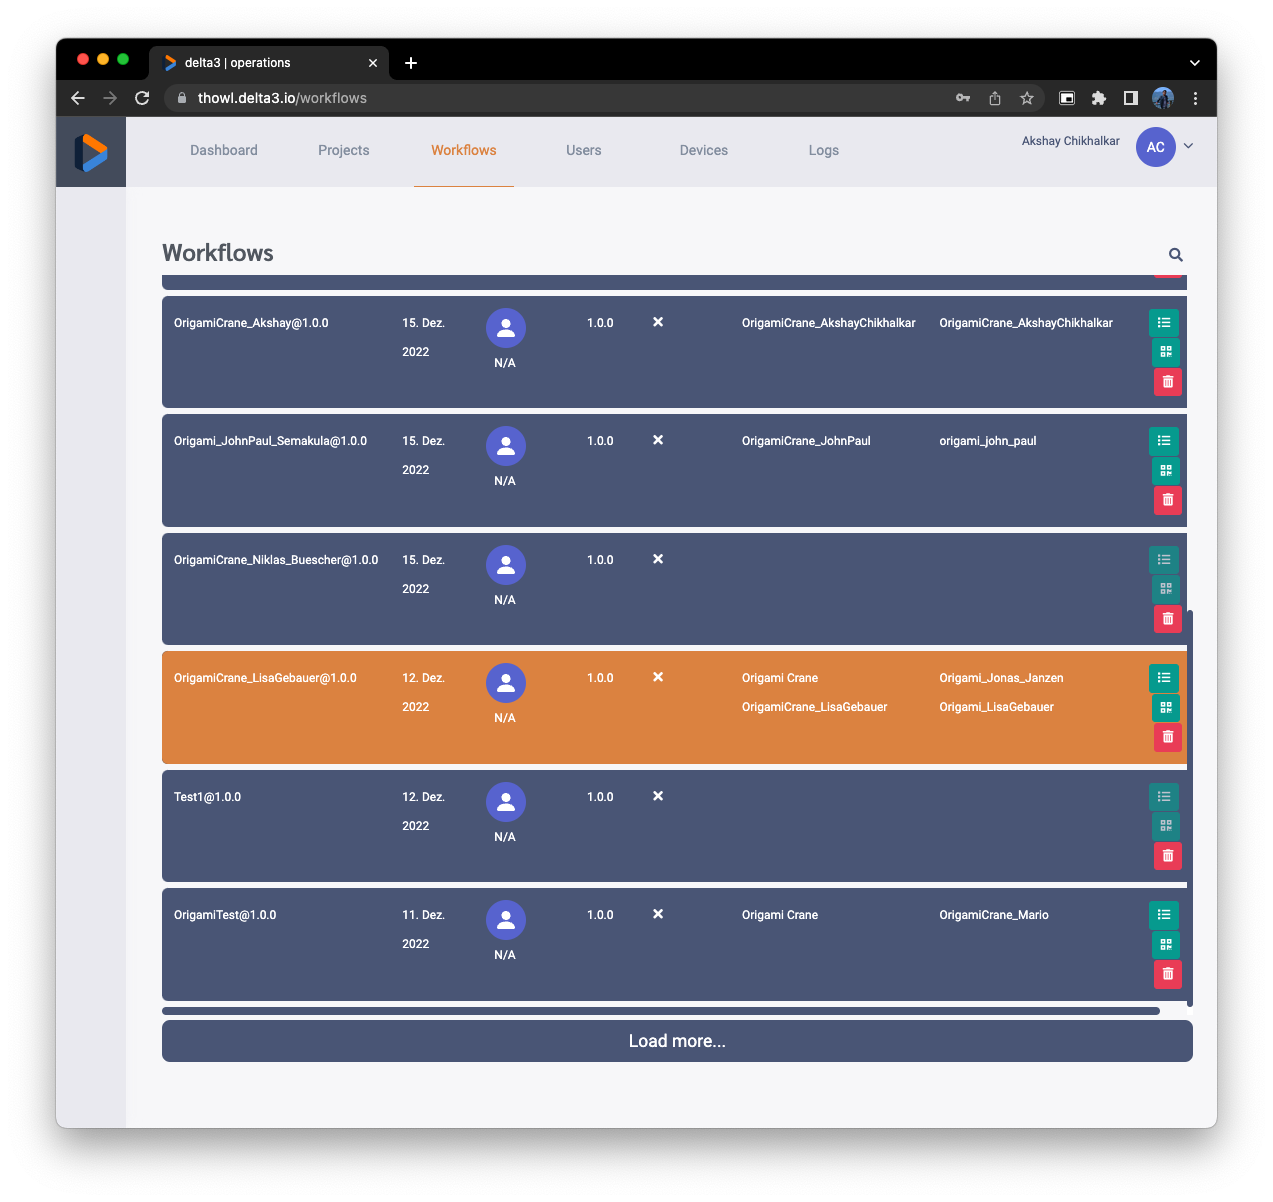 delta3 | operations
thowl.delta3.io/workflows
Dashboard Projects Workflows Users Devices Logs Akshay Chikhalkar AC
Workflows
OrigamiCrane_Akshay@1.0.0 15. Dez. 1.0.0 OrigamiCrane_AkshayChikhalkar OrigamiCrane_AkshayChikhalkar
2022
N/A
Origami_JohnPaul_Semakula@1.0.0 15. Dez. 1.0.0 OrigamiCrane_JohnPaul origami_john_paul
2022
N/A
OrigamiCrane_Niklas_Buescher@1.0.0 15. Dez. 1.0.0
2022
N/A
OrigamiCrane_LisaGebauer@1.0.0 12. Dez. 1.0.0 Origami Crane Origami_Jonas_Janzen
2022 OrigamiCrane_LisaGebauer Origami_LisaGebauer
N/A
Test1@1.0.0 12. Dez. 1.0.0
2022
N/A
OrigamiTest@1.0.0 11. Dez. 1.0.0 Origami Crane OrigamiCrane_Mario
2022
N/A
Load more...